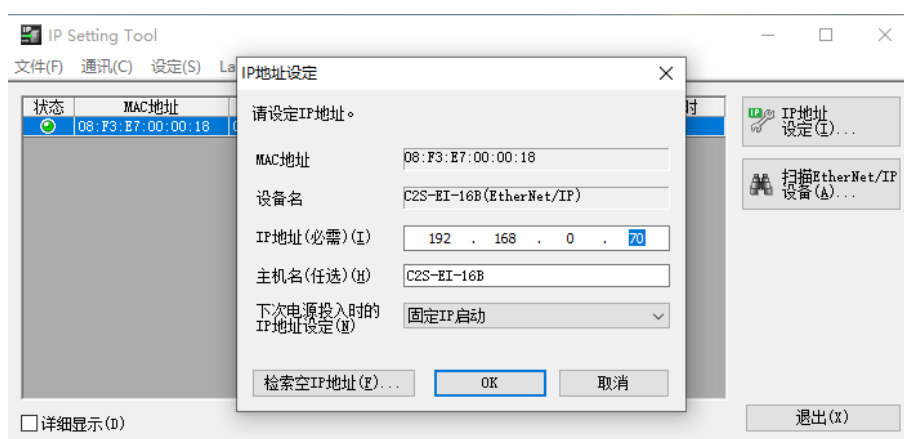 IP Setting Tool
文件(F) 通讯(C) 设定(S) La
IP地址设定
状态 MAC地址 时
08:F3:E7:00:00:18
请设定IP地址。
MAC地址 08:F3:E7:00:00:18
设备名 C2S-EI-16B(EtherNet/IP)
IP地址(必需)(I) 192 . 168 . 0 . 70
主机名(任选)(H) C2S-EI-16B
下次电源投入时的
IP地址设定(N)
固定IP启动
检索空IP地址(F)... OK 取消
IP地址
设定(I)...
扫描EtherNet/IP
设备(A)...
详细显示(D)
退出(X)